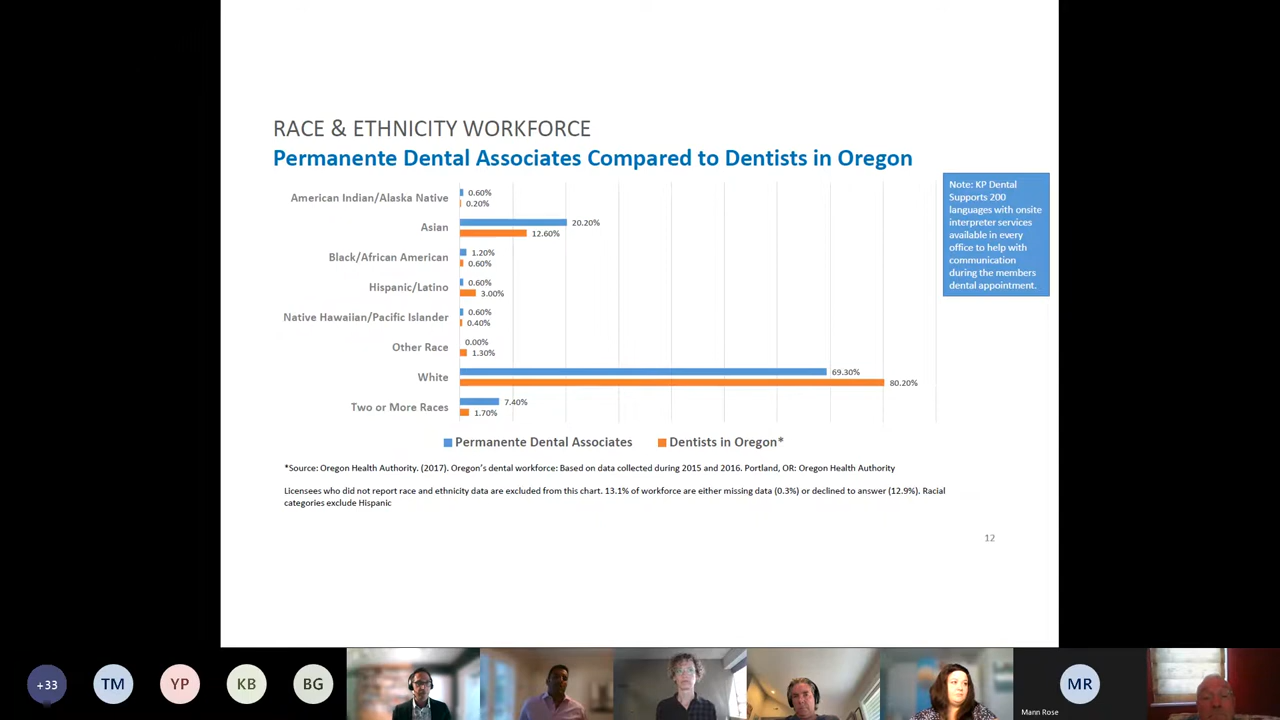 RACE & ETHNICITY WORKFORCE
Permanente Dental Associates Compared to Dentists in Oregon
Note: KP Dental
Supports 200
languages with onsite
interpreter services
available in every
office to help with
communication
during the members
dental appointment.
American Indian/Alaska Native
0.60%
0.20%
Asian
20.20%
12.60%
Black/African American
1.20%
0.60%
Hispanic/Latino
0.60%
3.00%
Native Hawaiian/Pacific Islander
0.60%
0.40%
Other Race
0.00%
1.30%
White
69.30%
80.20%
Two or More Races
7.40%
1.70%
Permanente Dental Associates
Dentists in Oregon*
*Source: Oregon Health Authority. (2017). Oregon's dental workforce: Based on data collected during 2015 and 2016. Portland, OR: Oregon Health Authority
Licensees who did not report race and ethnicity data are excluded from this chart. 13.1% of workforce are either missing data (0.3%) or declined to answer (12.9%). Racial
categories exclude Hispanic
12
+33
TM
YP
KB
BG
MR
Mann Rose